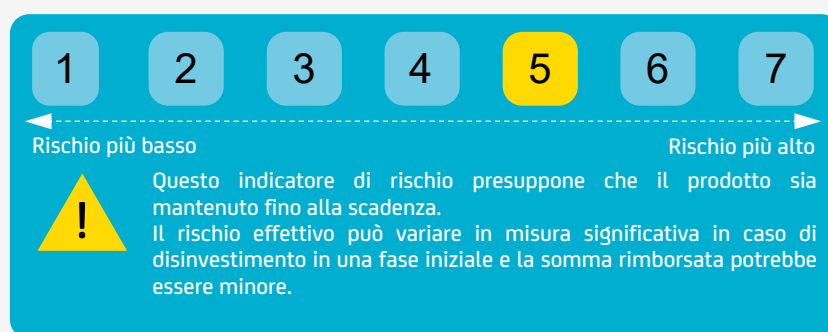 1 2 3 4 5 6 7
Rischio più basso Rischio più alto
!
Questo indicatore di rischio presuppone che il prodotto sia
mantenuto fino alla scadenza.
Il rischio effettivo può variare in misura significativa in caso di
disinvestimento in una fase iniziale e la somma rimborsata potrebbe
essere minore.